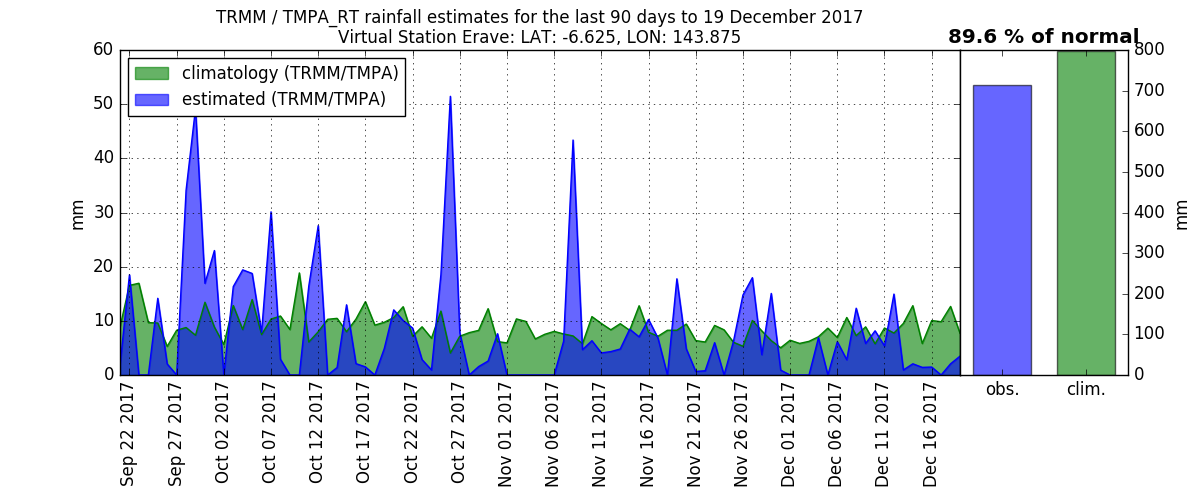 TRMM / TMPA_RT rainfall estimates for the last 90 days to 19 December 2017
Virtual Station Erave: LAT: -6.625, LON: 143.875
89.6 % of normal
climatology (TRMM/TMPA)
estimated (TRMM/TMPA)
60
50
40
30
20
10
0
mm
800
700
600
500
400
300
200
100
0
mm
Sep 22 2017
Sep 27 2017
Oct 02 2017
Oct 07 2017
Oct 12 2017
Oct 17 2017
Oct 22 2017
Oct 27 2017
Nov 01 2017
Nov 06 2017
Nov 11 2017
Nov 16 2017
Nov 21 2017
Nov 26 2017
Dec 01 2017
Dec 06 2017
Dec 11 2017
Dec 16 2017
obs.
clim.